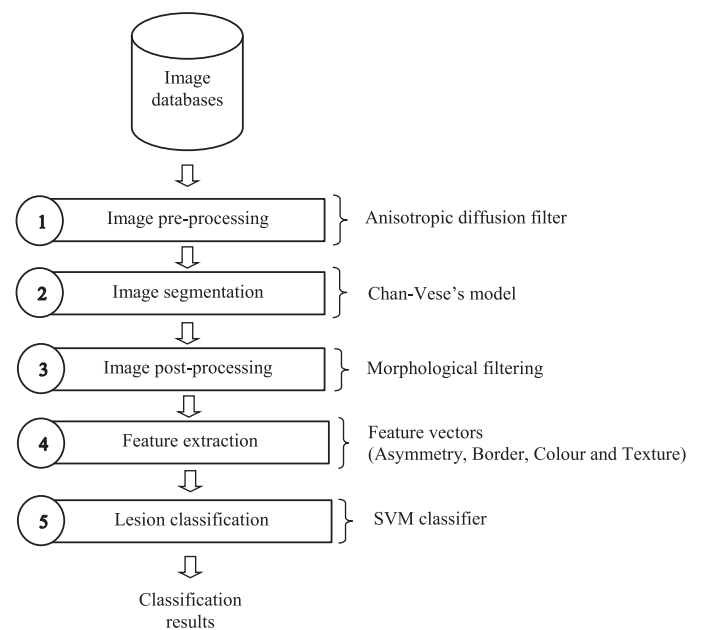 Image
databases
1
Image pre-processing
Anisotropic diffusion filter
2
Image segmentation
Chan-Vese's model
3
Image post-processing
Morphological filtering
4
Feature extraction
Feature vectors
(Asymmetry, Border, Colour and Texture)
5
Lesion classification
SVM classifier
Classification
results